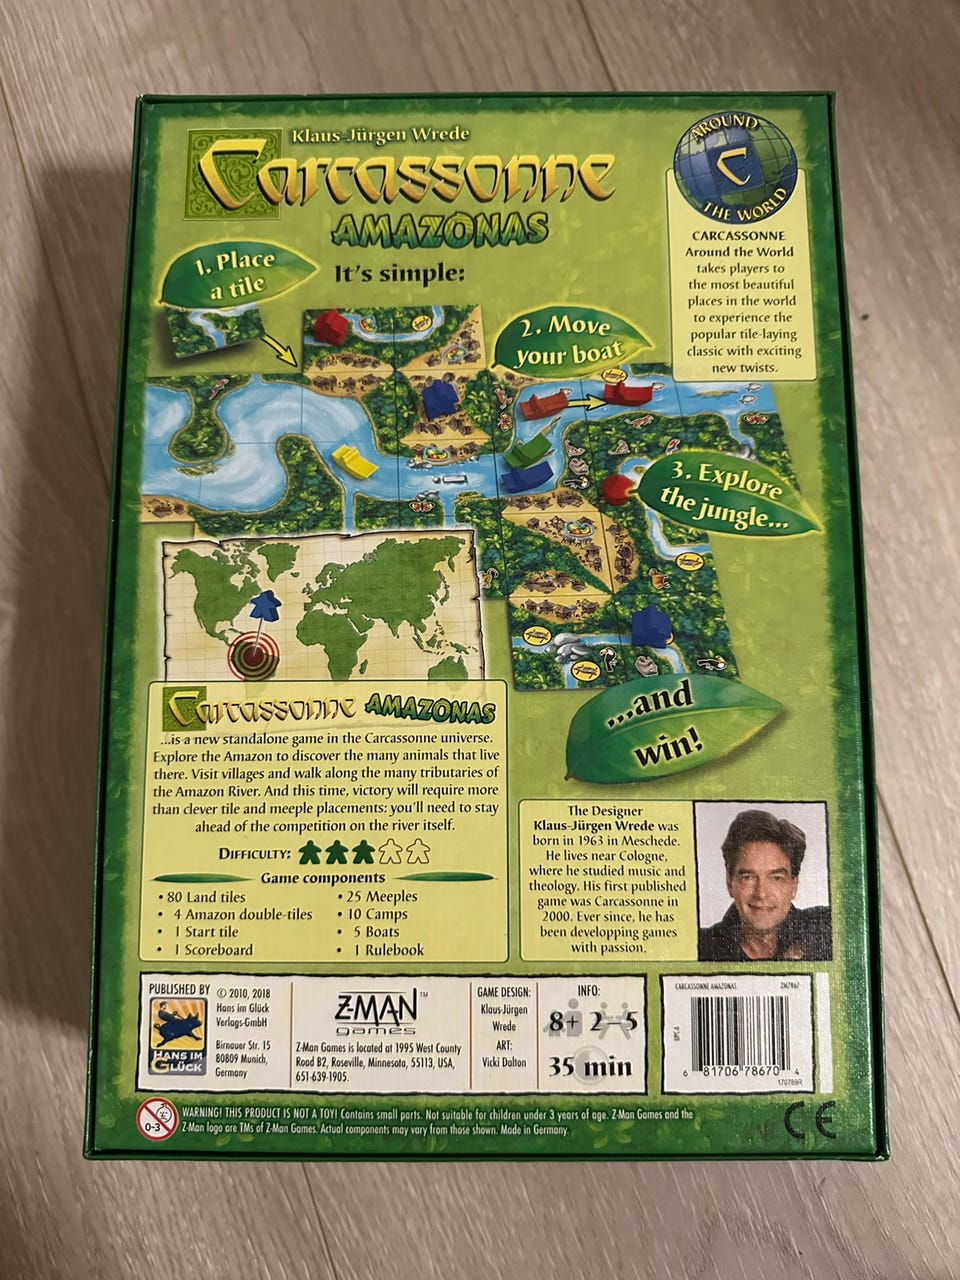 Klaus-Jürgen Wrede
Carcassonne
AMAZONAS
AROUND
C
THE WORLD
CARCASSONNE
Around the World
takes players to
the most beautiful
places in the world
to experience the
popular tile-laying
classic with exciting
new twists.
It's simple:
1. Place
a tile
2. Move
your boat
3. Explore
the jungle...
...and
win!
Carcassonne AMAZONAS
...is a new standalone game in the Carcassonne universe.
Explore the Amazon to discover the many animals that live
there. Visit villages and walk along the many tributaries of
the Amazon River. And this time, victory will require more
than clever tile and meeple placements: you'll need to stay
ahead of the competition on the river itself.
DIFFICULTY:
Game components
• 80 Land tiles
• 4 Amazon double-tiles
• 1 Start tile
• 1 Scoreboard
• 25 Meeples
• 10 Camps
• 5 Boats
• 1 Rulebook
The Designer
Klaus-Jürgen Wrede was
born in 1963 in Meschede.
He lives near Cologne,
where he studied music and
theology. His first published
game was Carcassonne in
2000. Ever since, he has
been developping games
with passion.
PUBLISHED BY
HANS IM
GLÜCK
© 2010, 2018
Hans im Glück
Verlags-GmbH
Birnauer Str. 15
80809 Munich,
Germany
Z-MAN™
games
Z-Man Games is located at 1995 West County
Road B2, Roseville, Minnesota, 55113, USA,
651-639-1905.
GAME DESIGN:
Klaus-Jürgen
Wrede
ART:
Vicki Dalton
INFO:
8+ 2–5
35 min
CARCASSONNE AMAZONAS
ZM7867
UPC-A
6 81706 78670 4
170789R
0-3
WARNING! THIS PRODUCT IS NOT A TOY! Contains small parts. Not suitable for children under 3 years of age. Z-Man Games and the
Z-Man logo are TMs of Z-Man Games. Actual components may vary from those shown. Made in Germany.
CE